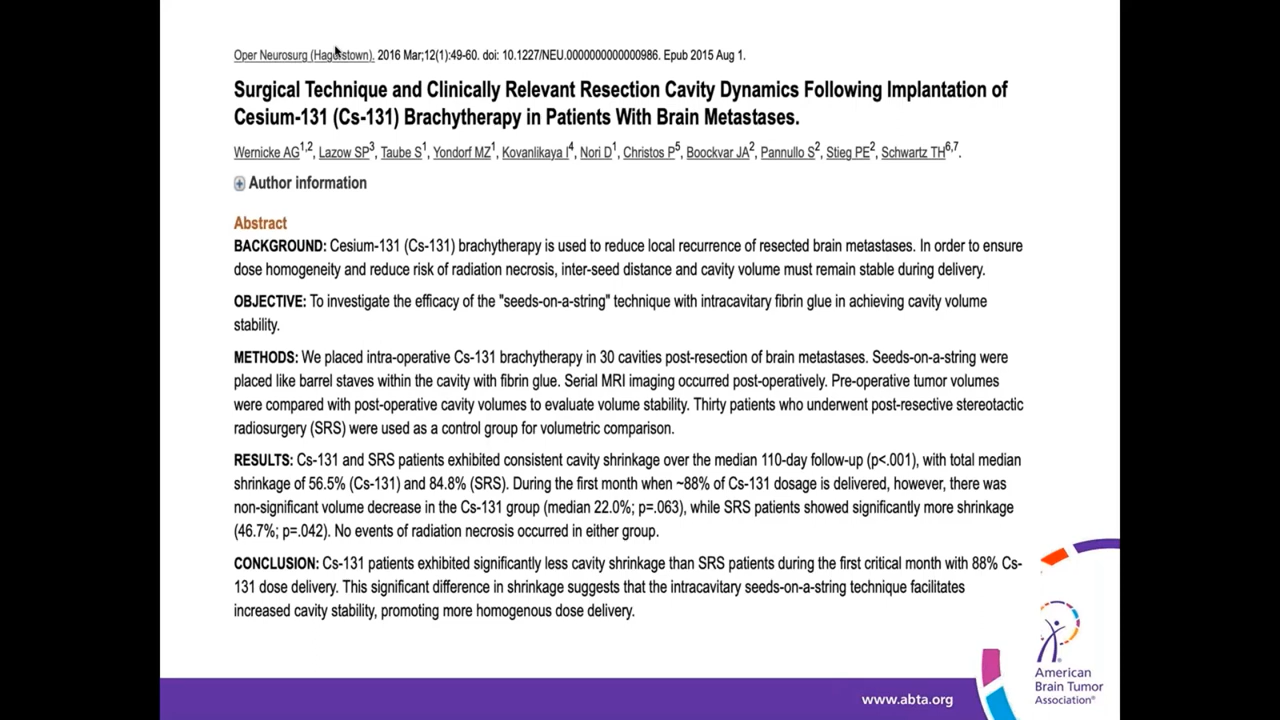 Oper Neurosurg (Hagerstown). 2016 Mar;12(1):49-60. doi: 10.1227/NEU.0000000000000986. Epub 2015 Aug 1.
Surgical Technique and Clinically Relevant Resection Cavity Dynamics Following Implantation of
Cesium-131 (Cs-131) Brachytherapy in Patients With Brain Metastases.
Wernicke AG1,2, Lazow SP3, Taube S1, Yondorf MZ1, Kovanlikaya I4, Nori D1, Christos P5, Boockvar JA2, Pannullo S2, Stieg PE2, Schwartz TH6,7.
Author information
Abstract
BACKGROUND: Cesium-131 (Cs-131) brachytherapy is used to reduce local recurrence of resected brain metastases. In order to ensure
dose homogeneity and reduce risk of radiation necrosis, inter-seed distance and cavity volume must remain stable during delivery.
OBJECTIVE: To investigate the efficacy of the "seeds-on-a-string" technique with intracavitary fibrin glue in achieving cavity volume
stability.
METHODS: We placed intra-operative Cs-131 brachytherapy in 30 cavities post-resection of brain metastases. Seeds-on-a-string were
placed like barrel staves within the cavity with fibrin glue. Serial MRI imaging occurred post-operatively. Pre-operative tumor volumes
were compared with post-operative cavity volumes to evaluate volume stability. Thirty patients who underwent post-resective stereotactic
radiosurgery (SRS) were used as a control group for volumetric comparison.
RESULTS: Cs-131 and SRS patients exhibited consistent cavity shrinkage over the median 110-day follow-up (p<.001), with total median
shrinkage of 56.5% (Cs-131) and 84.8% (SRS). During the first month when ~88% of Cs-131 dosage is delivered, however, there was
non-significant volume decrease in the Cs-131 group (median 22.0%; p=.063), while SRS patients showed significantly more shrinkage
(46.7%; p=.042). No events of radiation necrosis occurred in either group.
CONCLUSION: Cs-131 patients exhibited significantly less cavity shrinkage than SRS patients during the first critical month with 88% Cs-
131 dose delivery. This significant difference in shrinkage suggests that the intracavitary seeds-on-a-string technique facilitates
increased cavity stability, promoting more homogenous dose delivery.
www.abta.org
American
Brain Tumor
Association®